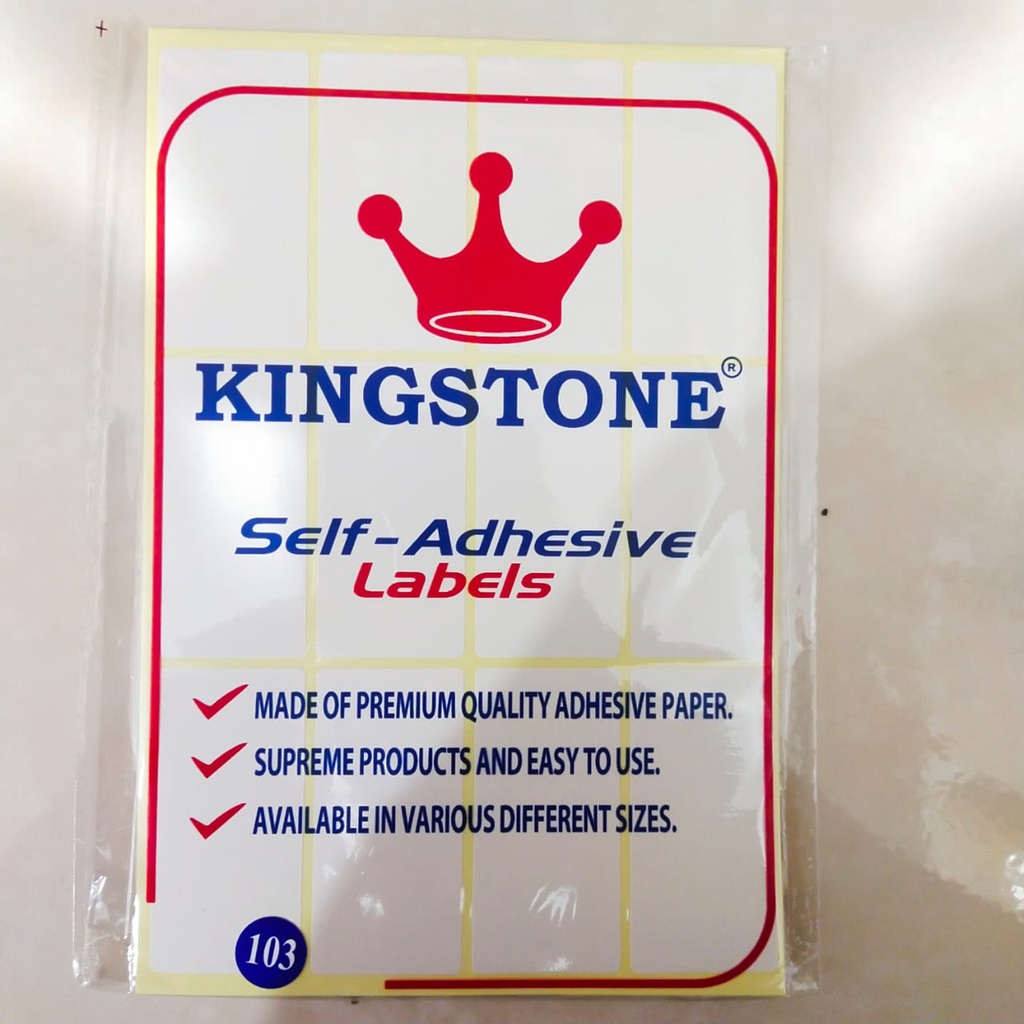 KINGSTONE®
Self-Adhesive
Labels
MADE OF PREMIUM QUALITY ADHESIVE PAPER.
SUPREME PRODUCTS AND EASY TO USE.
AVAILABLE IN VARIOUS DIFFERENT SIZES.
103